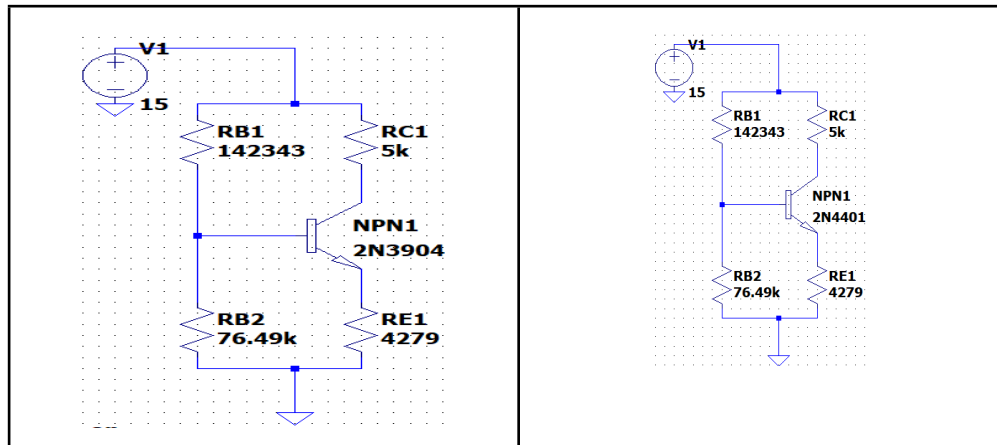 V1
15
RB1
142343
RC1
5k
NPN1
2N3904
RB2
76.49k
RE1
4279
V1
15
RB1
142343
RC1
5k
NPN1
2N4401
RB2
76.49k
RE1
4279